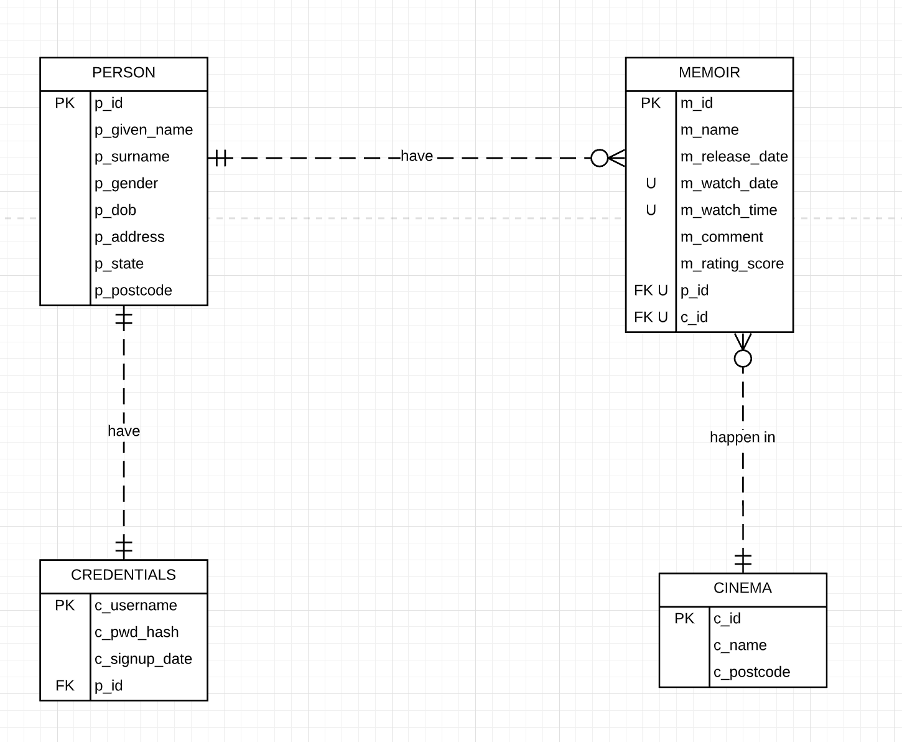 PERSON
PK p_id
p_given_name
p_surname
p_gender
p_dob
p_address
p_state
p_postcode
have
MEMOIR
PK m_id
m_name
m_release_date
U m_watch_date
U m_watch_time
m_comment
m_rating_score
FK U p_id
FK U c_id
have
happen in
CREDENTIALS
PK c_username
c_pwd_hash
c_signup_date
FK p_id
CINEMA
PK c_id
c_name
c_postcode